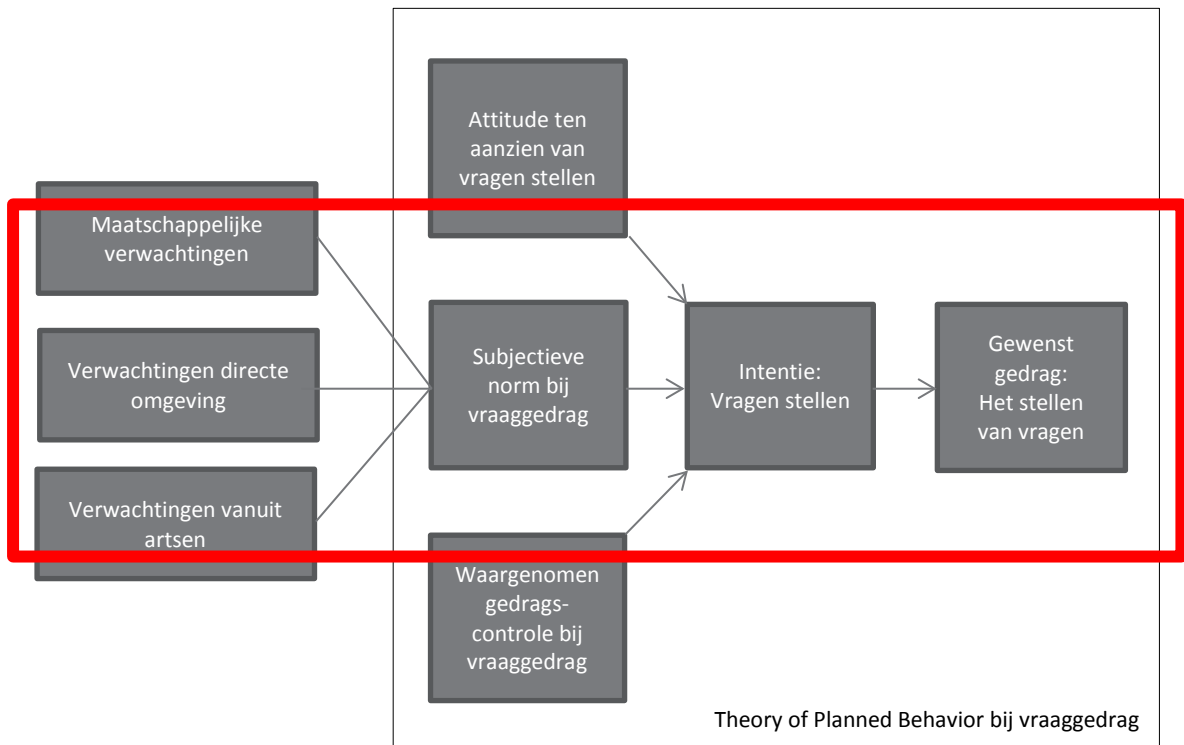 Attitude ten
aanzien van
vragen stellen
Maatschappelijke
verwachtingen
Verwachtingen directe
omgeving
Subjectieve
norm bij
vraaggedrag
Intentie:
Vragen stellen
Gewenst
gedrag:
Het stellen
van vragen
Verwachtingen vanuit
artsen
Waargenomen
gedrags-
controle bij
vraaggedrag
Theory of Planned Behavior bij vraaggedrag